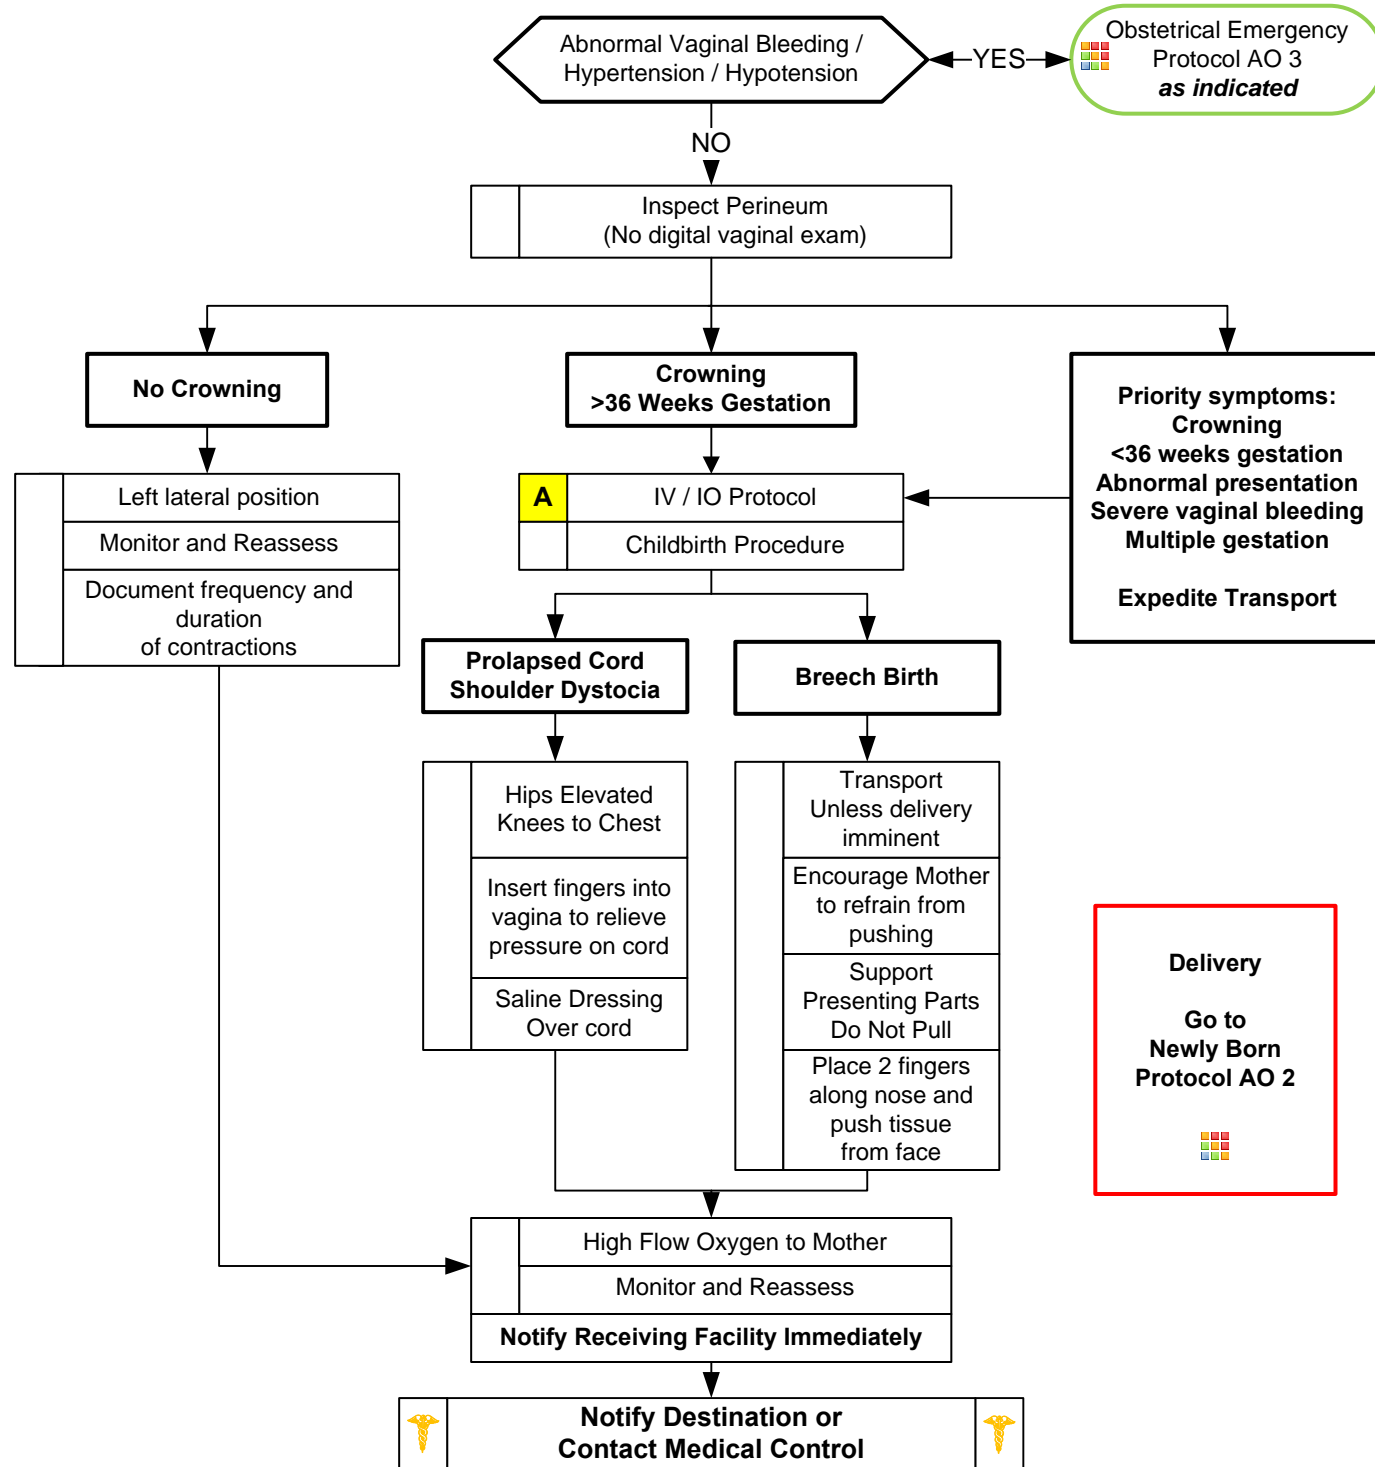 Abnormal Vaginal Bleeding /
Hypertension / Hypotension
YES
Obstetrical Emergency
Protocol AO 3
as indicated
NO
Inspect Perineum
(No digital vaginal exam)
No Crowning
Crowning
>36 Weeks Gestation
Priority symptoms:
Crowning
<36 weeks gestation
Abnormal presentation
Severe vaginal bleeding
Multiple gestation
Expedite Transport
Left lateral position
Monitor and Reassess
Document frequency and
duration
of contractions
A
IV / IO Protocol
Childbirth Procedure
Prolapsed Cord
Shoulder Dystocia
Breech Birth
Hips Elevated
Knees to Chest
Insert fingers into
vagina to relieve
pressure on cord
Saline Dressing
Over cord
Transport
Unless delivery
imminent
Encourage Mother
to refrain from
pushing
Support
Presenting Parts
Do Not Pull
Place 2 fingers
along nose and
push tissue
from face
Delivery
Go to
Newly Born
Protocol AO 2
High Flow Oxygen to Mother
Monitor and Reassess
Notify Receiving Facility Immediately
Notify Destination or
Contact Medical Control